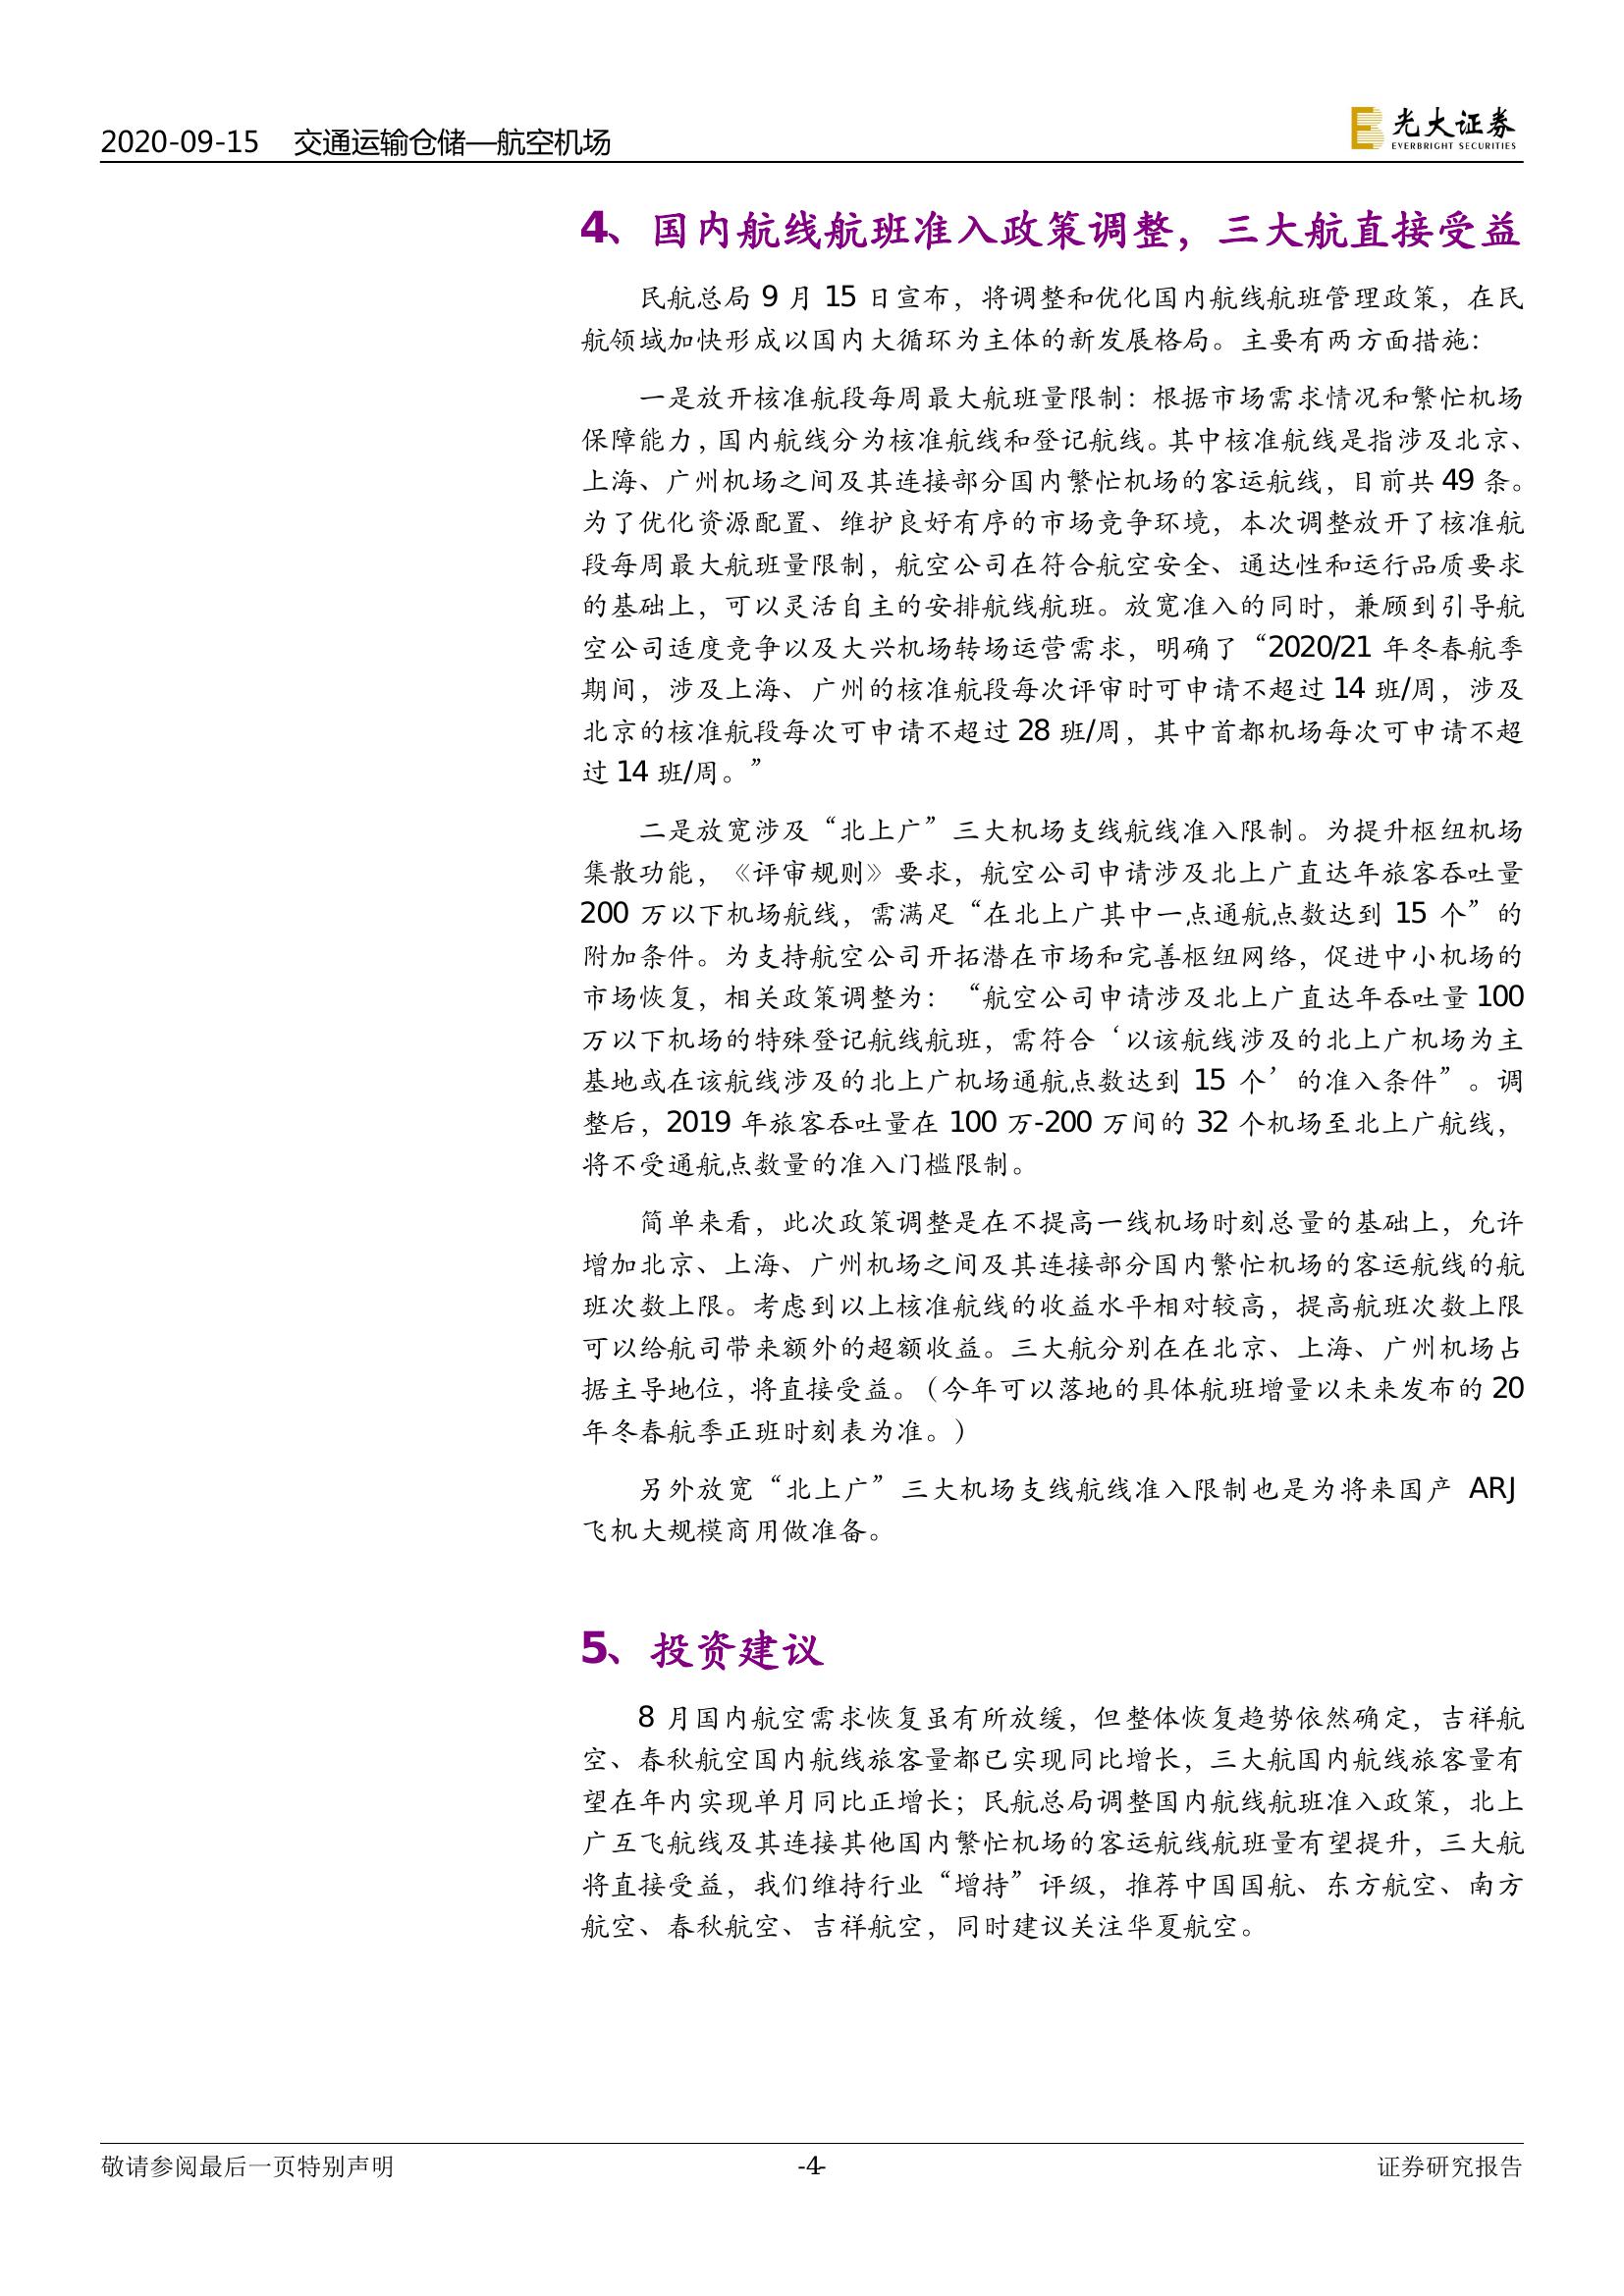 2020-09-15 交通运输仓储—航空机场
光大证券
EVERBRIGHT SECURITIES
4、国内航线航班准入政策调整，三大航直接受益
民航总局 9 月 15 日宣布，将调整和优化国内航线航班管理政策，在民
航领域加快形成以国内大循环为主体的新发展格局。主要有两方面措施：
一是放开核准航段每周最大航班量限制：根据市场需求情况和繁忙机场
保障能力，国内航线分为核准航线和登记航线。其中核准航线是指涉及北京、
上海、广州机场之间及其连接部分国内繁忙机场的客运航线，目前共 49 条。
为了优化资源配置、维护良好有序的市场竞争环境，本次调整放开了核准航
段每周最大航班量限制，航空公司在符合航空安全、通达性和运行品质要求
的基础上，可以灵活自主的安排航线航班。放宽准入的同时，兼顾到引导航
空公司适度竞争以及大兴机场转场运营需求，明确了“2020/21 年冬春航季
期间，涉及上海、广州的核准航段每次评审时可申请不超过 14 班/周，涉及
北京的核准航段每次可申请不超过 28 班/周，其中首都机场每次可申请不超
过 14 班/周。”
二是放宽涉及“北上广”三大机场支线航线准入限制。为提升枢纽机场
集散功能，《评审规则》要求，航空公司申请涉及北上广直达年旅客吞吐量
200 万以下机场航线，需满足“在北上广其中一点通航点数达到 15 个”的
附加条件。为支持航空公司开拓潜在市场和完善枢纽网络，促进中小机场的
市场恢复，相关政策调整为：“航空公司申请涉及北上广直达年吞吐量 100
万以下机场的特殊登记航线航班，需符合‘以该航线涉及的北上广机场为主
基地或在该航线涉及的北上广机场通航点数达到 15 个’的准入条件”。调
整后，2019 年旅客吞吐量在 100 万-200 万间的 32 个机场至北上广航线，
将不受通航点数量的准入门槛限制。
简单来看，此次政策调整是在不提高一线机场时刻总量的基础上，允许
增加北京、上海、广州机场之间及其连接部分国内繁忙机场的客运航线的航
班次数上限。考虑到以上核准航线的收益水平相对较高，提高航班次数上限
可以给航司带来额外的超额收益。三大航分别在在北京、上海、广州机场占
据主导地位，将直接受益。（今年可以落地的具体航班增量以未来发布的 20
年冬春航季正班时刻表为准。）
另外放宽“北上广”三大机场支线航线准入限制也是为将来国产 ARJ
飞机大规模商用做准备。
5、投资建议
8 月国内航空需求恢复虽有所放缓，但整体恢复趋势依然确定，吉祥航
空、春秋航空国内航线旅客量都已实现同比增长，三大航国内航线旅客量有
望在年内实现单月同比正增长；民航总局调整国内航线航班准入政策，北上
广互飞航线及其连接其他国内繁忙机场的客运航线航班量有望提升，三大航
将直接受益，我们维持行业“增持”评级，推荐中国国航、东方航空、南方
航空、春秋航空、吉祥航空，同时建议关注华夏航空。
敬请参阅最后一页特别声明
-4-
证券研究报告